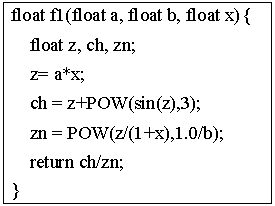 float f1(float a, float b, float x) {
float z, ch, zn;
z= a*x;
ch = z+POW(sin(z),3);
zn = POW(z/(1+x),1.0/b);
return ch/zn;
}